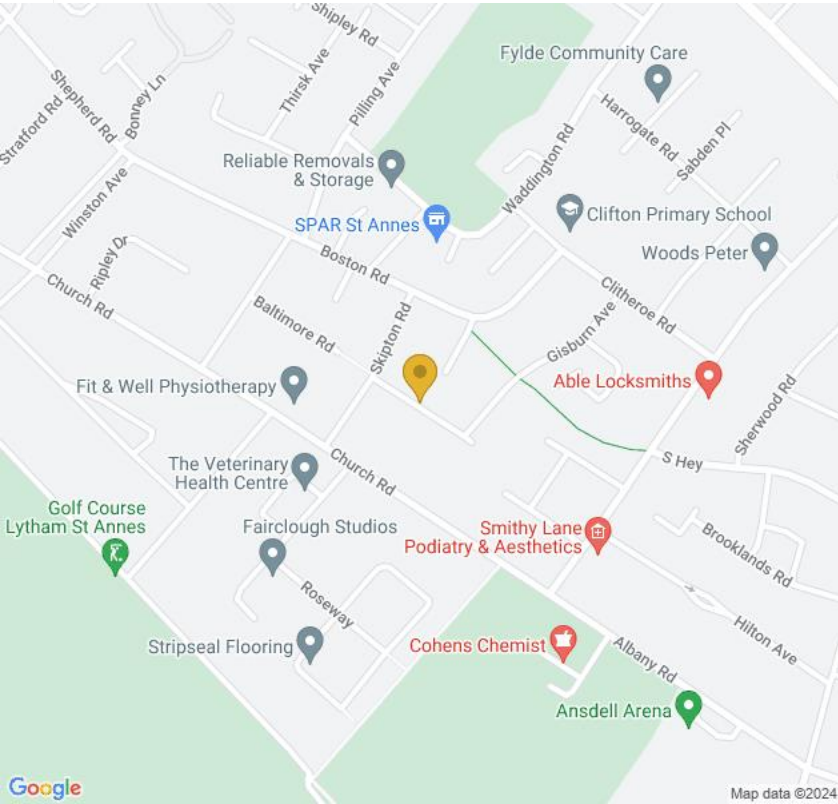 Shipley Rd
Fylde Community Care
Thirsk Ave
Pilling Ave
Shepherd Rd
Bonney Ln
Stratford Rd
Harrogate Rd
Sabden Pl
Reliable Removals
& Storage
Waddington Rd
Winston Ave
SPAR St Annes
Clifton Primary School
Woods Peter
Ripley Dr
Boston Rd
Church Rd
Clitheroe Rd
Baltimore Rd
Skipton Rd
Gisburn Ave
Fit & Well Physiotherapy
Able Locksmiths
Sherwood Rd
The Veterinary
Health Centre
Church Rd
S Hey
Golf Course
Lytham St Annes
Fairclough Studios
Smithy Lane
Podiatry & Aesthetics
Brooklands Rd
Roseway
Hilton Ave
Stripseal Flooring
Cohens Chemist
Albany Rd
Ansdell Arena
Google
Map data ©2024